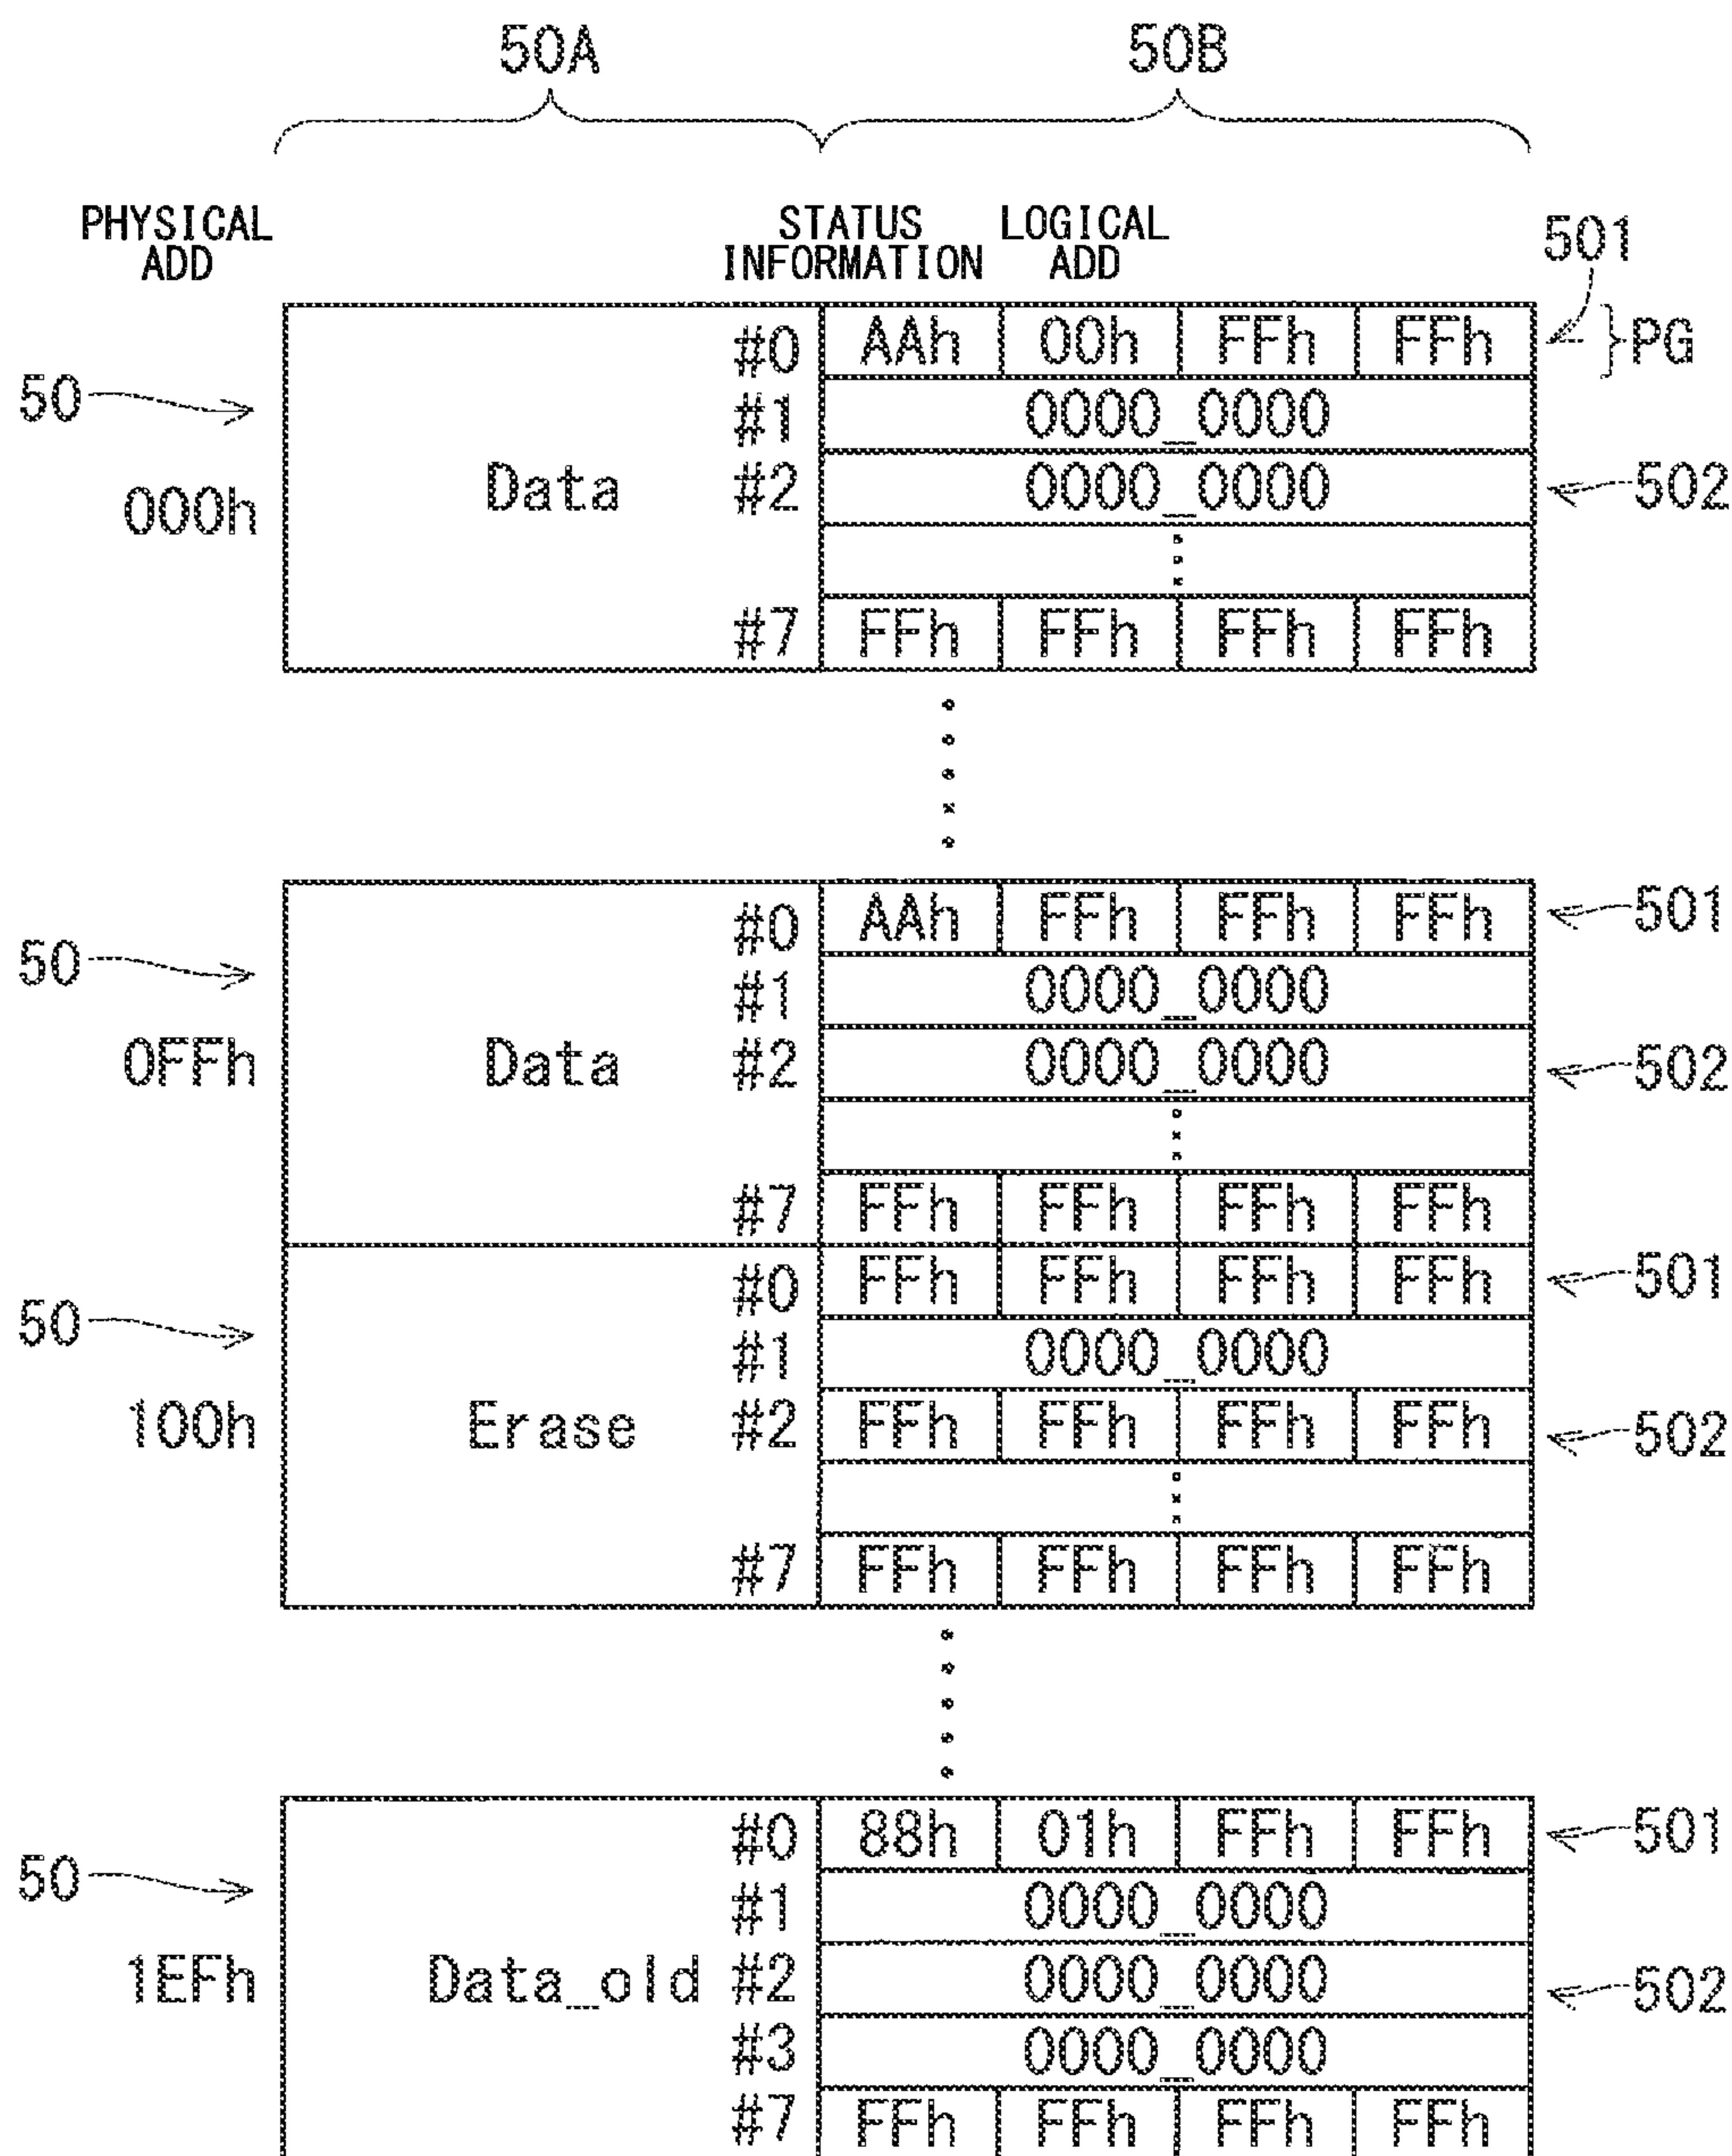 50A 50B
PHYSICAL ADD STATUS INFORMATION LOGICAL ADD
501
#0 AAh 00h FFh FFh }PG
50 #1 0000_0000
000h Data #2 0000_0000 502
#7 FFh FFh FFh FFh
#0 AAh FFh FFh FFh 501
50 #1 0000_0000
0FFh Data #2 0000_0000 502
#7 FFh FFh FFh FFh
#0 FFh FFh FFh FFh 501
50 #1 0000_0000
100h Erase #2 FFh FFh FFh FFh 502
#7 FFh FFh FFh FFh
#0 88h 01h FFh FFh 501
50 #1 0000_0000
1EFh Data_old #2 0000_0000 502
#3 0000_0000
#7 FFh FFh FFh FFh